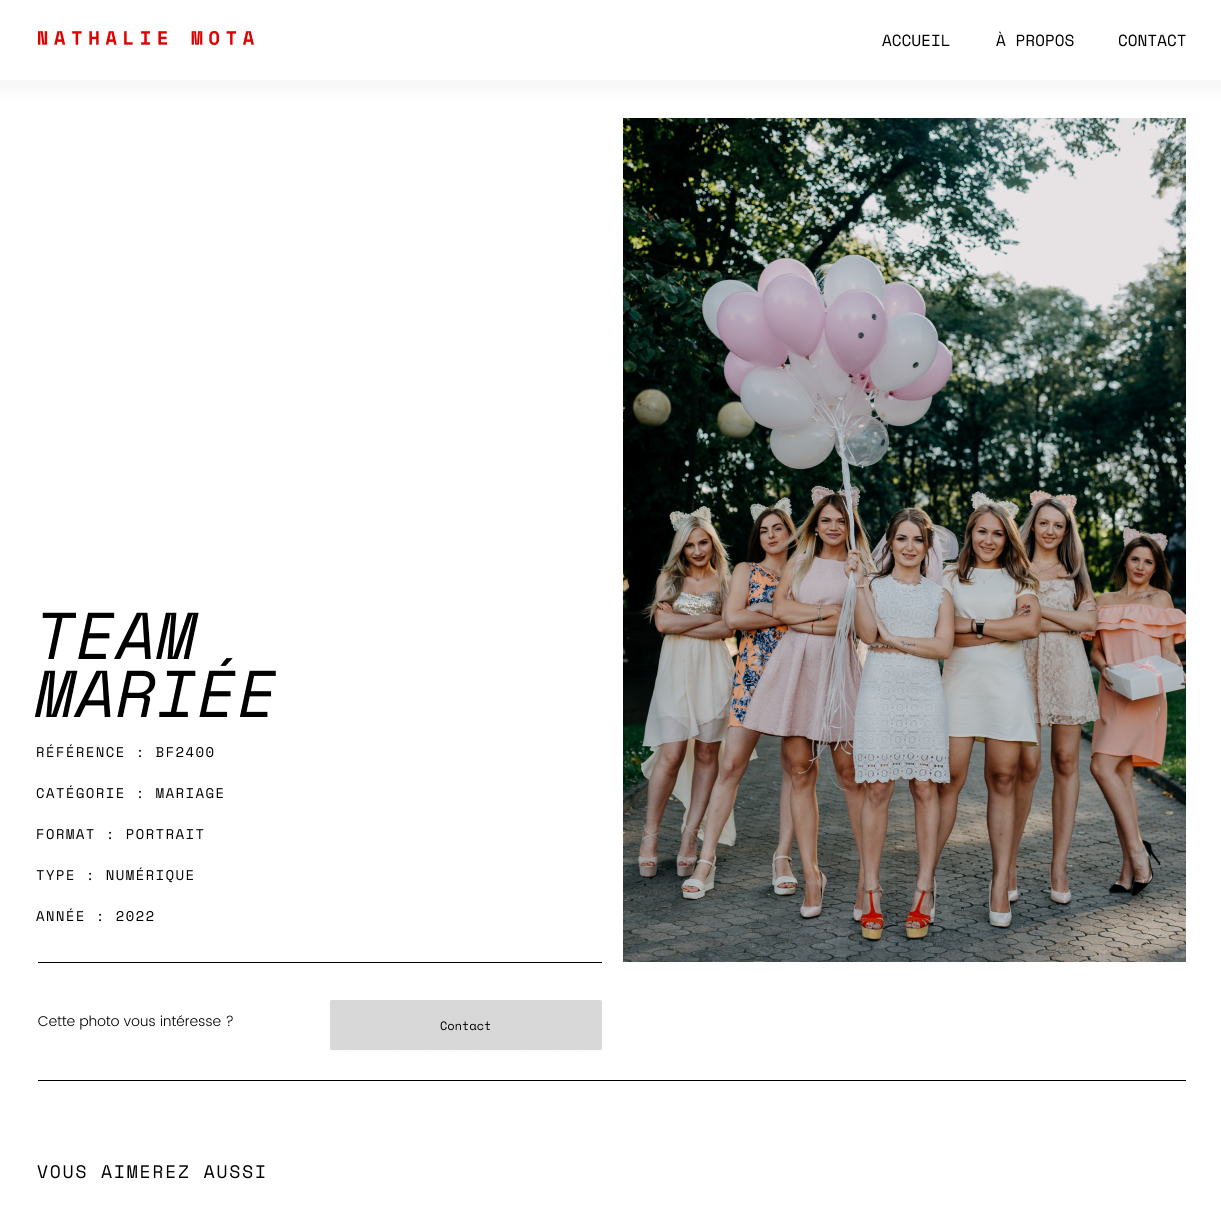 NATHALIE MOTA
ACCUEIL À PROPOS CONTACT
TEAM
MARIÉE
RÉFÉRENCE : BF2400
CATÉGORIE : MARIAGE
FORMAT : PORTRAIT
TYPE : NUMÉRIQUE
ANNÉE : 2022
Cette photo vous intéresse ?
Contact
VOUS AIMEREZ AUSSI